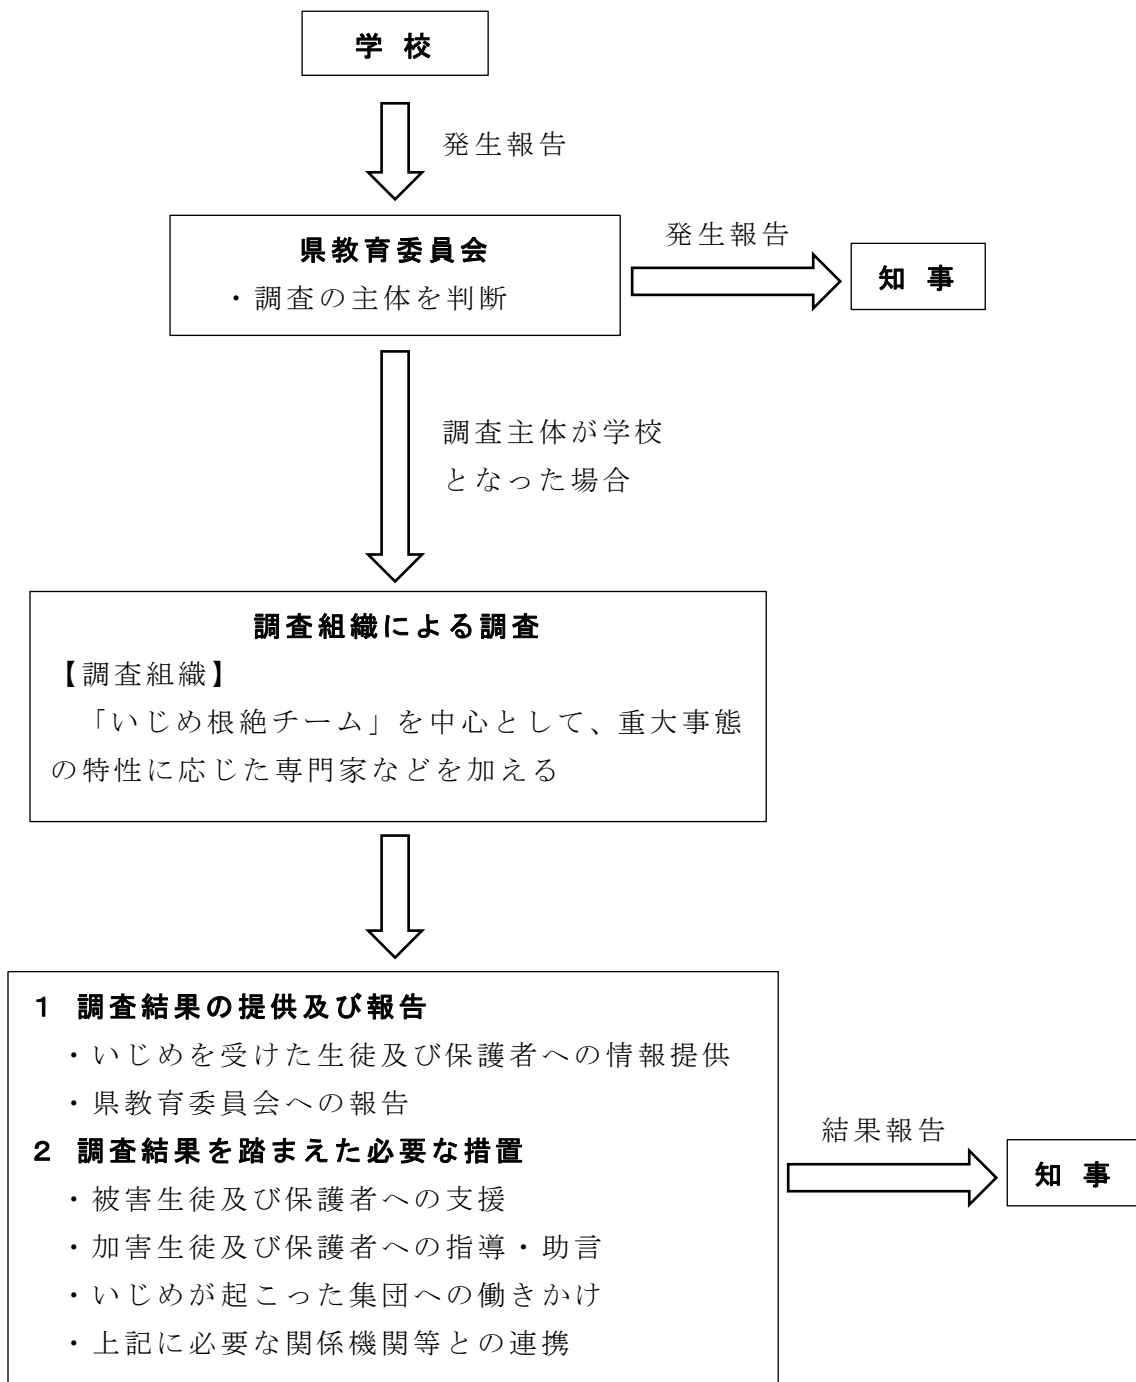 学校
発生報告
県教育委員会
・調査の主体を判断
発生報告
知事
調査主体が学校
となった場合
調査組織による調査
【調査組織】
「いじめ根絶チーム」を中心として、重大事態
の特性に応じた専門家などを加える
1 調査結果の提供及び報告
・いじめを受けた生徒及び保護者への情報提供
・県教育委員会への報告
2 調査結果を踏まえた必要な措置
・被害生徒及び保護者への支援
・加害生徒及び保護者への指導・助言
・いじめが起こった集団への働きかけ
・上記に必要な関係機関等との連携
結果報告
知事